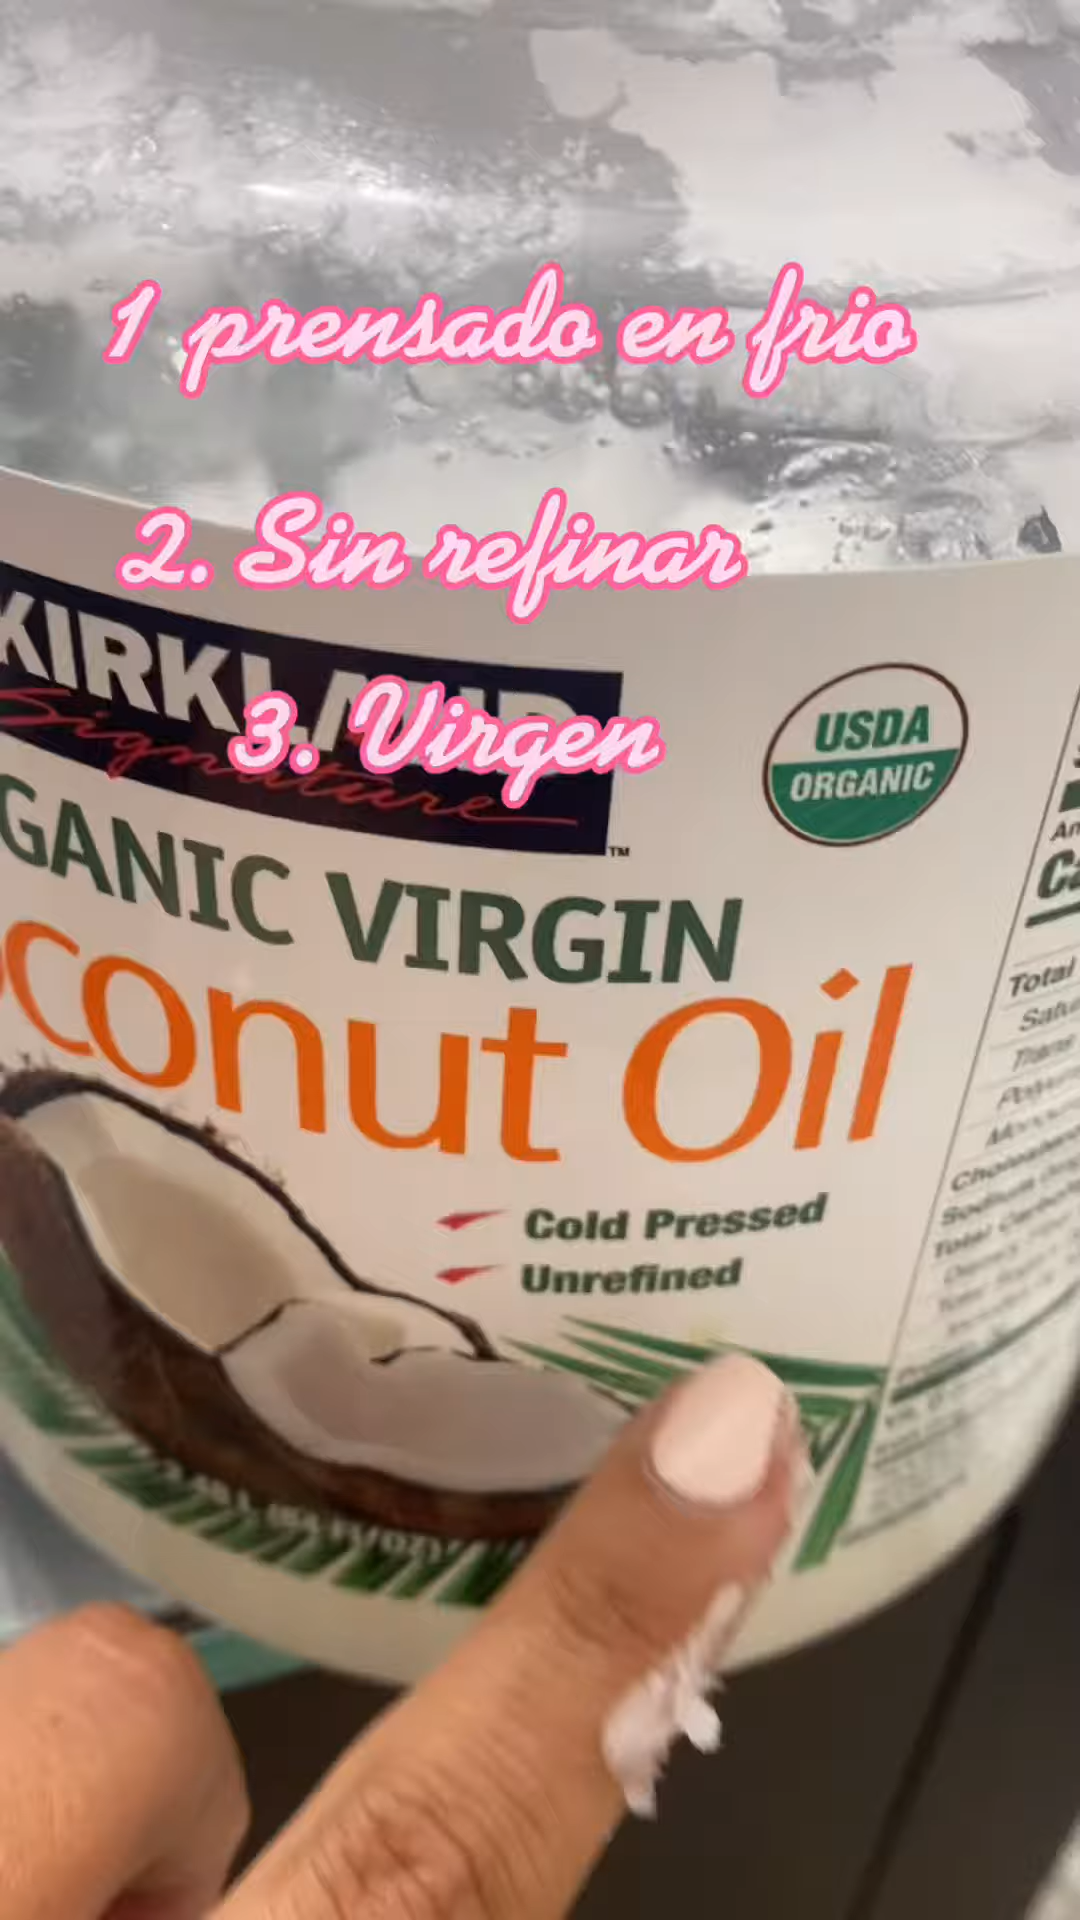 1 prensado en frio
2. Sin refinar
3. Virgen
KIRKLAND
Signature
TM
USDA
ORGANIC
GANIC VIRGIN
conut Oil
Cold Pressed
Unrefined
Total